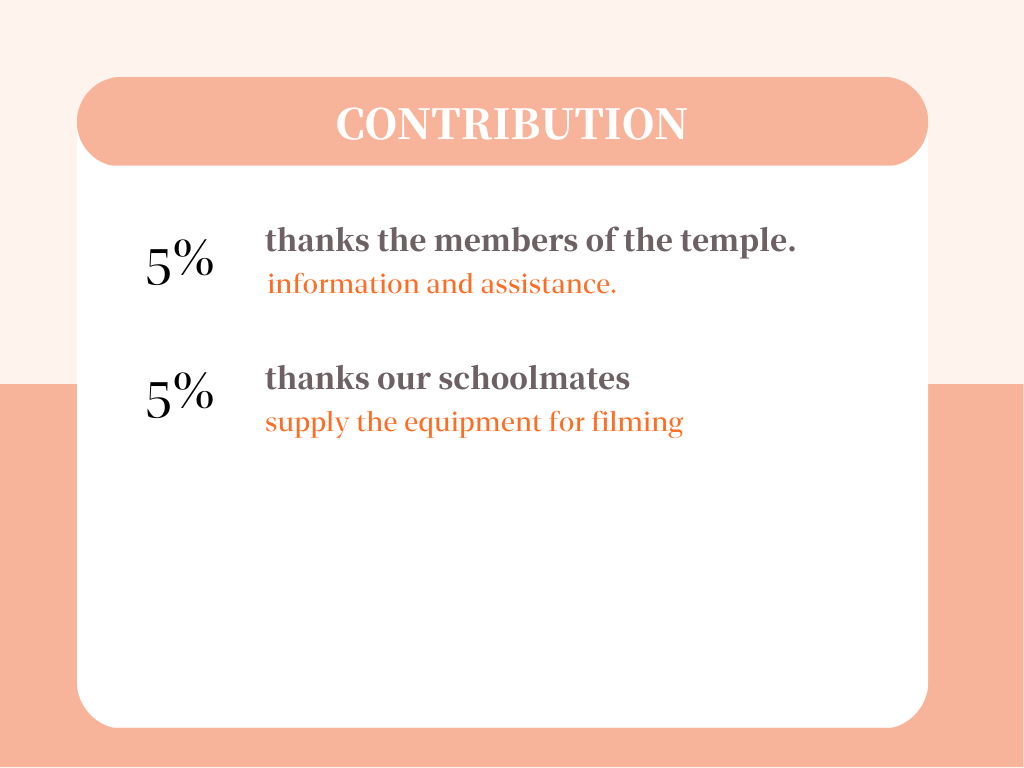 CONTRIBUTION
5%
thanks the members of the temple.
information and assistance.
5%
thanks our schoolmates
supply the equipment for filming